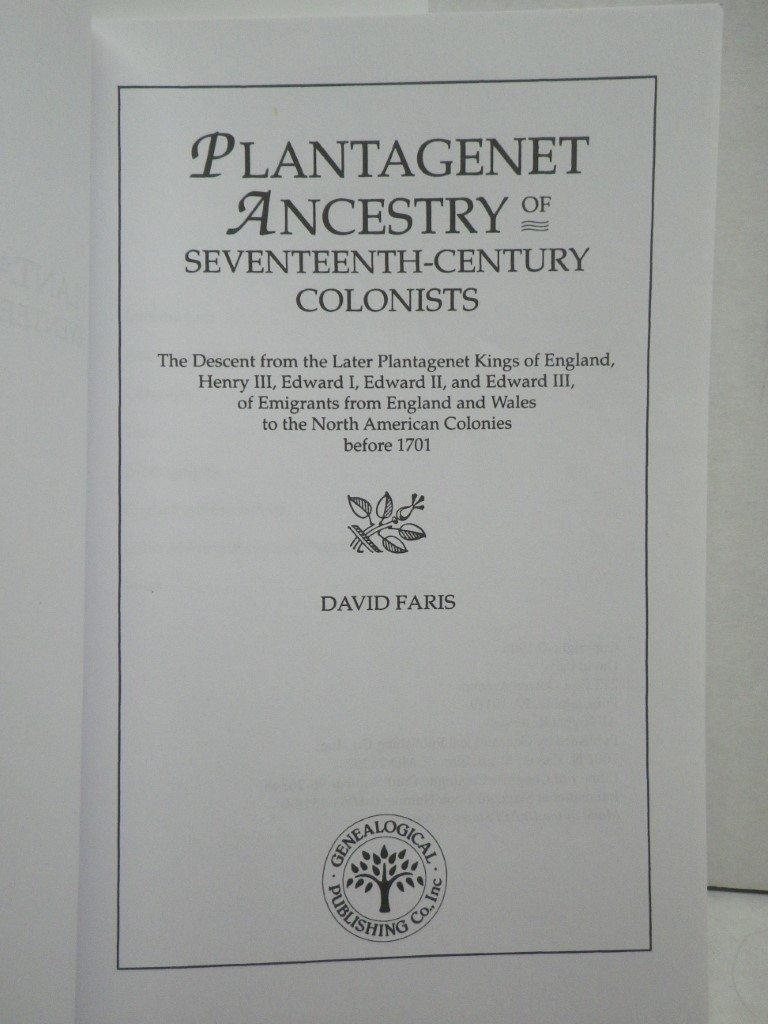 PLANTAGENET
ANCESTRY OF
SEVENTEENTH-CENTURY
COLONISTS
The Descent from the Later Plantagenet Kings of England,
Henry III, Edward I, Edward II, and Edward III,
of Emigrants from England and Wales
to the North American Colonies
before 1701
DAVID FARIS
· GENEALOGICAL ·
PUBLISHING Co., Inc